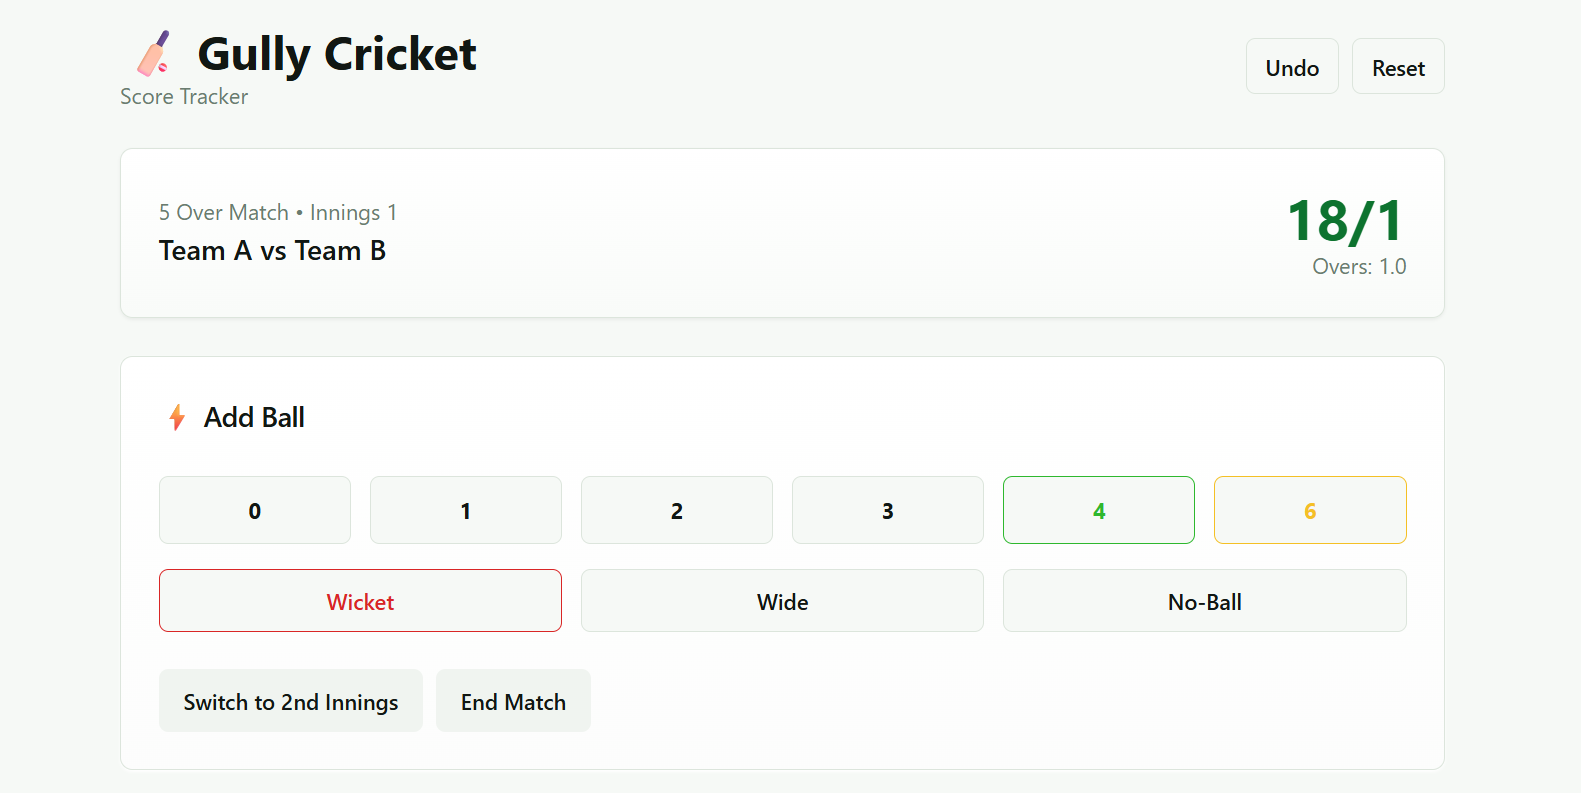 Gully Cricket
Score Tracker
Undo
Reset
5 Over Match • Innings 1
Team A vs Team B
18/1
Overs: 1.0
Add Ball
0
1
2
3
4
6
Wicket
Wide
No-Ball
Switch to 2nd Innings
End Match